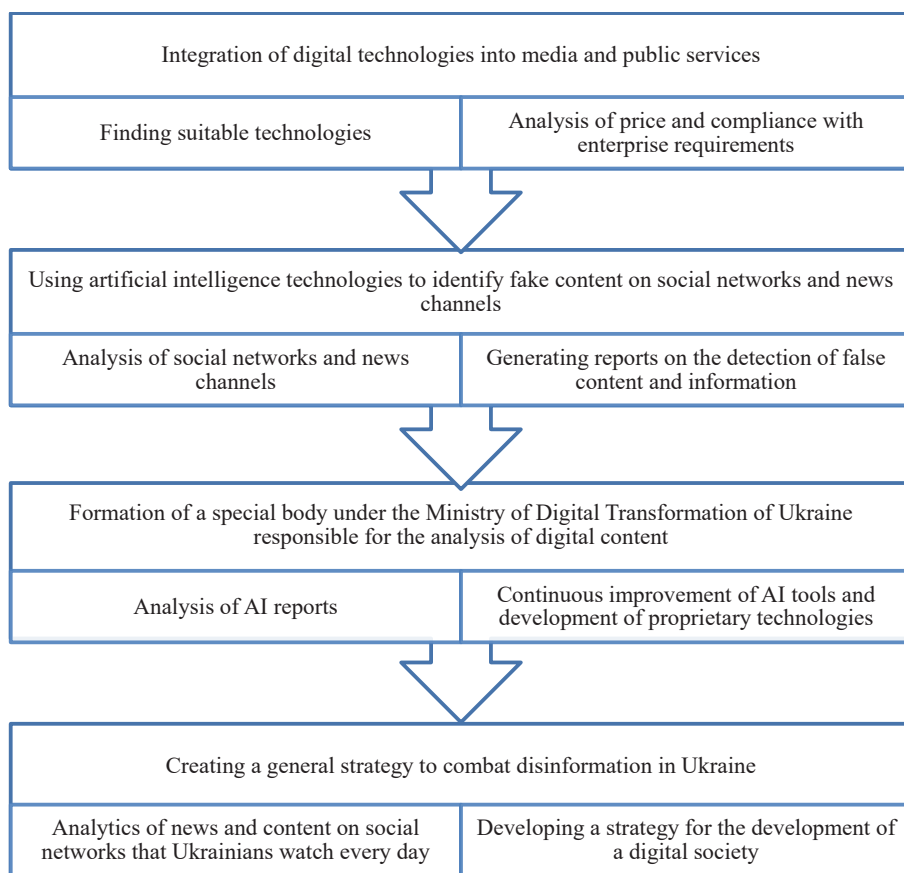 Integration of digital technologies into media and public services
Finding suitable technologies
Analysis of price and compliance with
enterprise requirements
Using artificial intelligence technologies to identify fake content on social networks and news
channels
Analysis of social networks and news
channels
Generating reports on the detection of false
content and information
Formation of a special body under the Ministry of Digital Transformation of Ukraine
responsible for the analysis of digital content
Analysis of AI reports
Continuous improvement of AI tools and
development of proprietary technologies
Creating a general strategy to combat disinformation in Ukraine
Analytics of news and content on social
networks that Ukrainians watch every day
Developing a strategy for the development of
a digital society